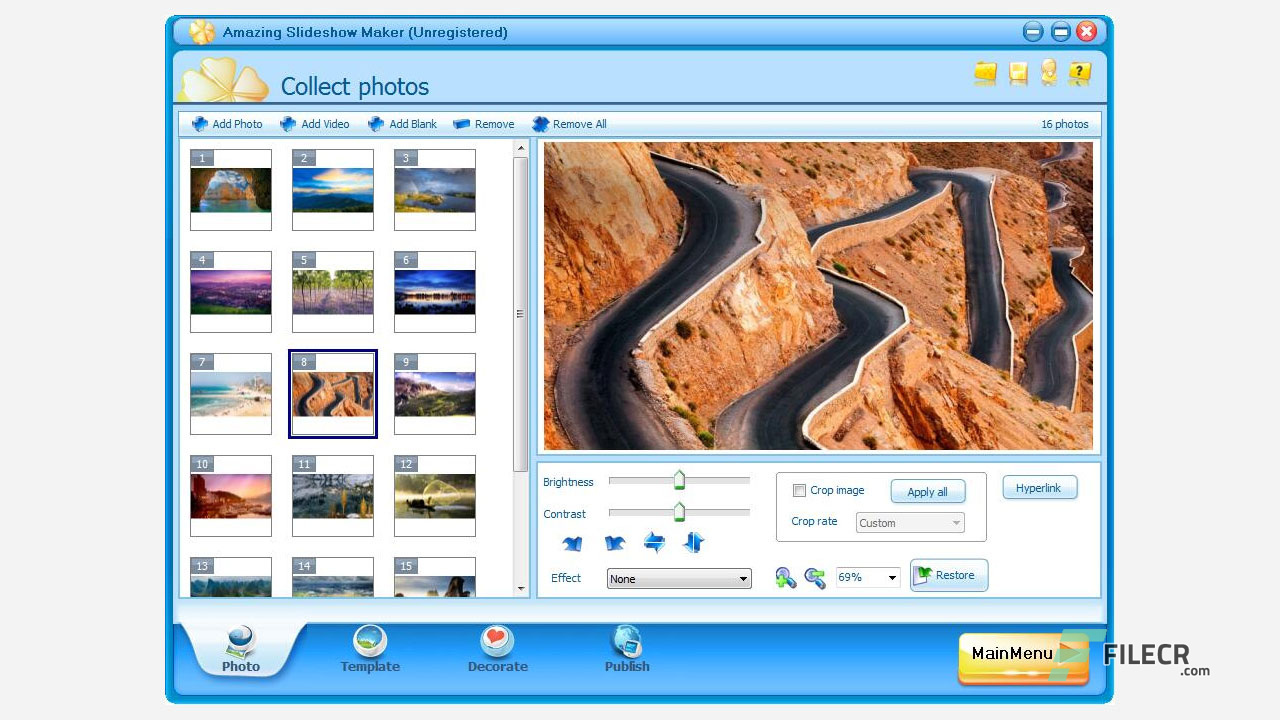 Amazing Slideshow Maker (Unregistered)
Collect photos
?
Add Photo Add Video Add Blank Remove Remove All 16 photos
1 2 3
4 5 6
7 8 9
10 11 12
13 14 15
Brightness
Contrast
Effect None
Crop image Apply all
Crop rate Custom
Hyperlink
69% Restore
Photo Template Decorate Publish
MainMenu
FILECR
.com